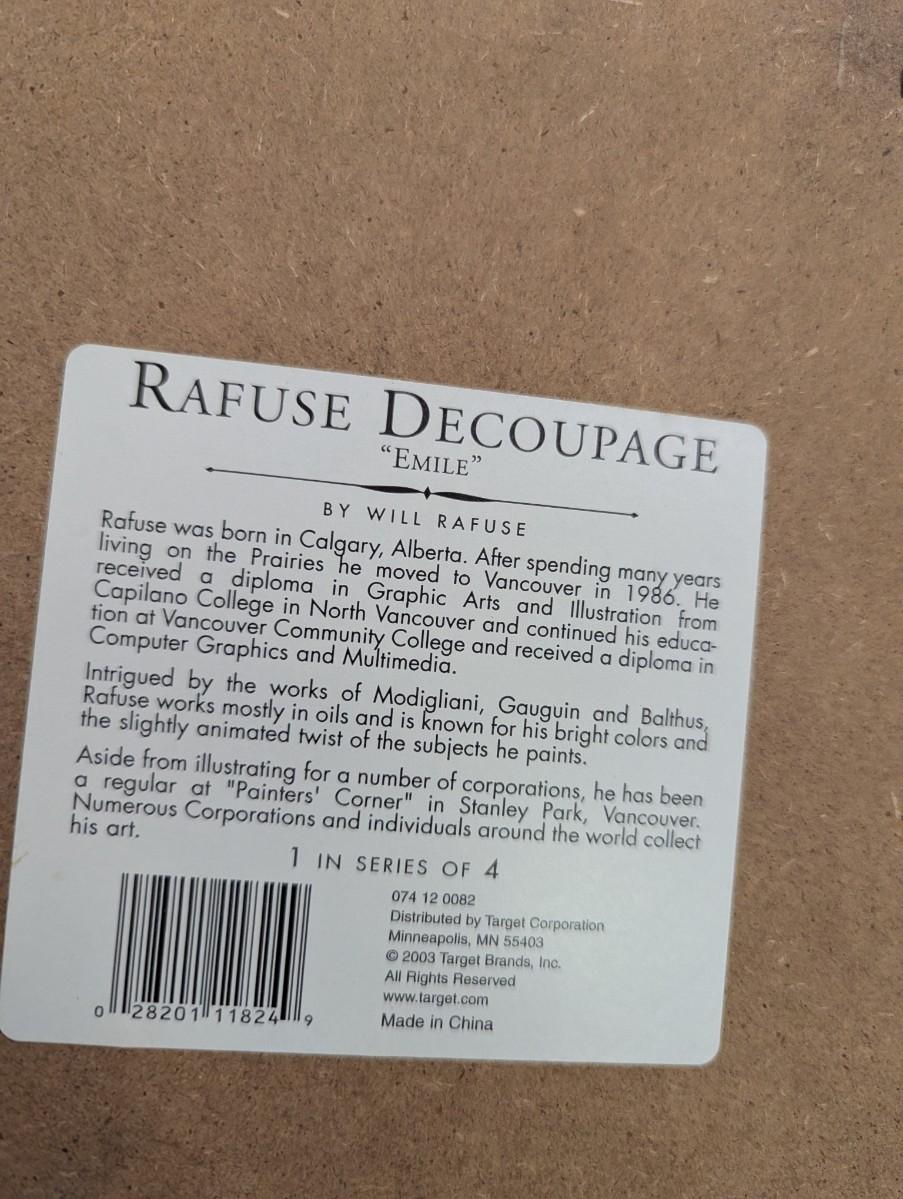 RAFUSE DECOUPAGE
“EMILE”
BY WILL RAFUSE
Rafuse was born in Calgary, Alberta. After spending many years
living on the Prairies he moved to Vancouver in 1986. He
received a diploma in Graphic Arts and Illustration from
Capilano College in North Vancouver and continued his educa-
tion at Vancouver Community College and received a diploma in
Computer Graphics and Multimedia.
Intrigued by the works of Modigliani, Gauguin and Balthus,
Rafuse works mostly in oils and is known for his bright colors and
the slightly animated twist of the subjects he paints.
Aside from illustrating for a number of corporations, he has been
a regular at "Painters' Corner" in Stanley Park, Vancouver.
Numerous Corporations and individuals around the world collect
his art.
1 IN SERIES OF 4
074 12 0082
Distributed by Target Corporation
Minneapolis, MN 55403
© 2003 Target Brands, Inc.
All Rights Reserved
www.target.com
Made in China
0 28201 11824 9